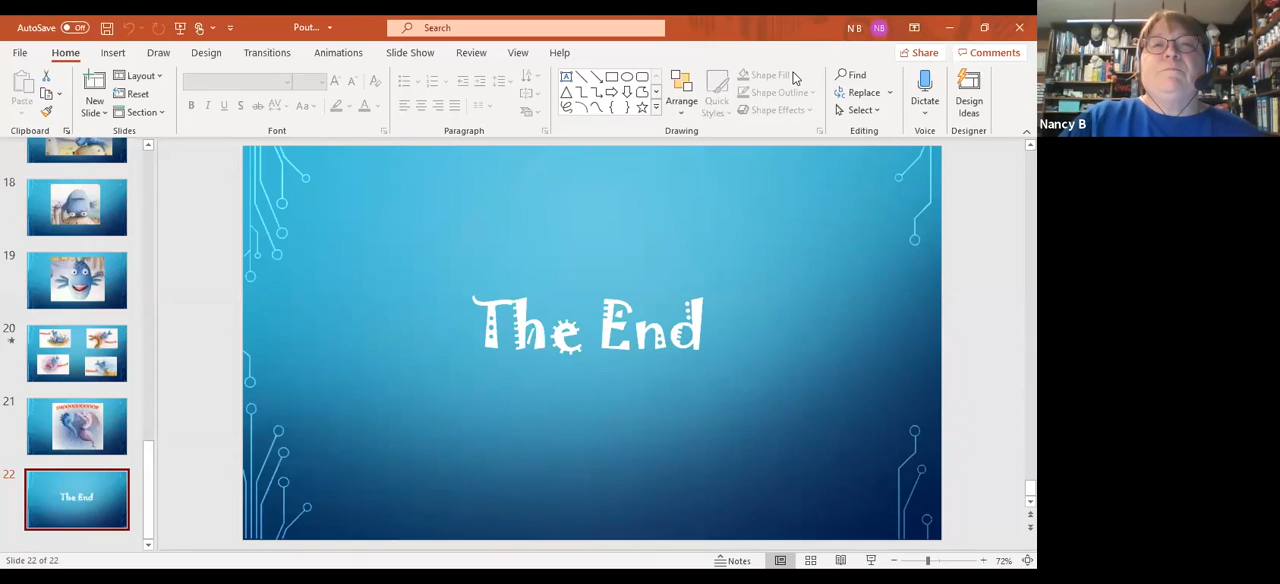 AutoSave Off Pout... Search N B NB
File Home Insert Draw Design Transitions Animations Slide Show Review View Help Share Comments
Paste New Slide Layout Reset Section B I U S ab AV Aa A A A A Arrange Quick Styles Shape Fill Shape Outline Shape Effects Find Replace Select Dictate Design Ideas
Clipboard Slides Font Paragraph Drawing Editing Voice Designer
Nancy B
18
19
20
21
22
The End
The End
Slide 22 of 22 Notes 72%